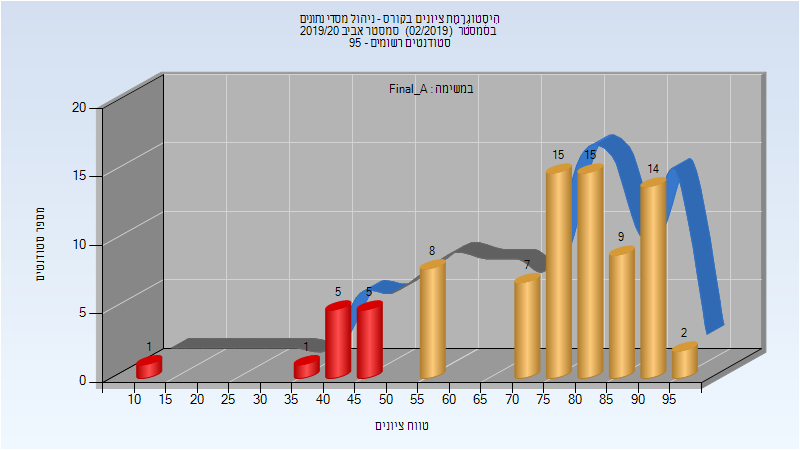 היסטוגרמת ציונים בקורס - ניהול מסדי נתונים
בסמסטר (02/2019) סמסטר אביב 2019/20
סטודנטים רשומים - 95
במשימה : Final_A
מספר סטודנטים
20
15
10
5
0
1
1
5
5
8
7
15
15
9
14
2
10 15 20 25 30 35 40 45 50 55 60 65 70 75 80 85 90 95
טווח ציונים